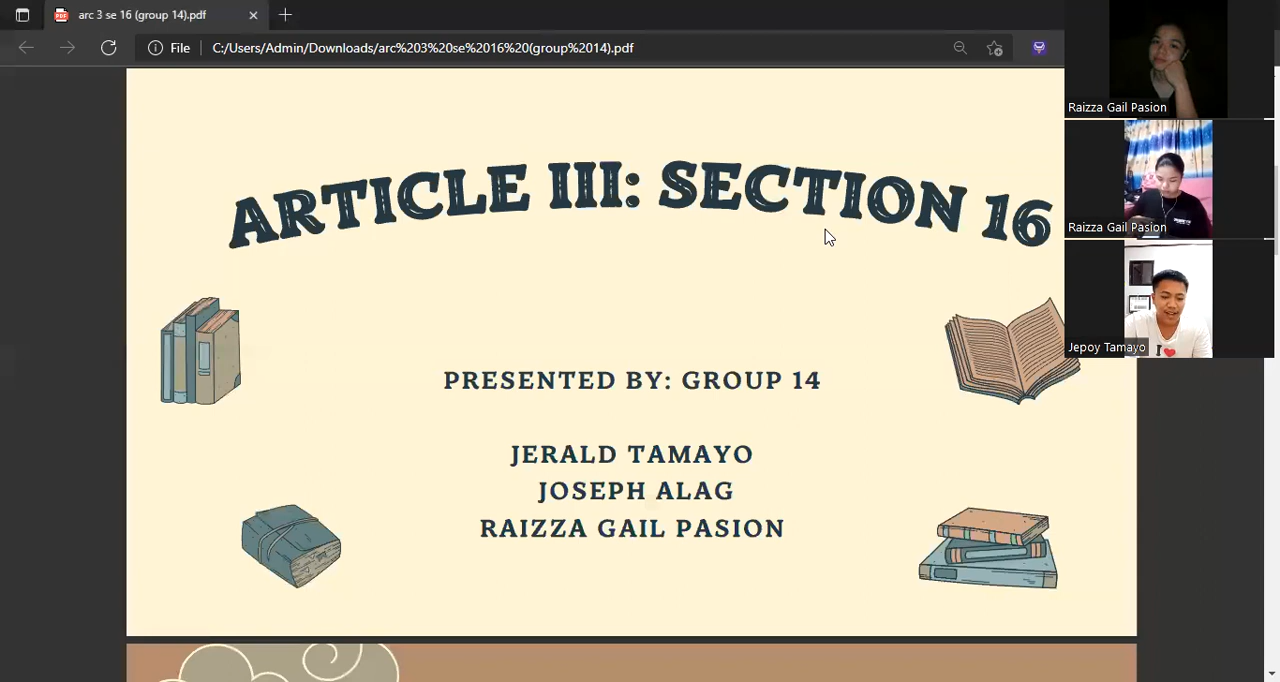 arc 3 se 16 (group 14).pdf
File
C:/Users/Admin/Downloads/arc%203%20se%2016%20(group%2014).pdf
ARTICLE III: SECTION 16
PRESENTED BY: GROUP 14
JERALD TAMAYO
JOSEPH ALAG
RAIZZA GAIL PASION
Raizza Gail Pasion
Raizza Gail Pasion
Jepoy Tamayo
I